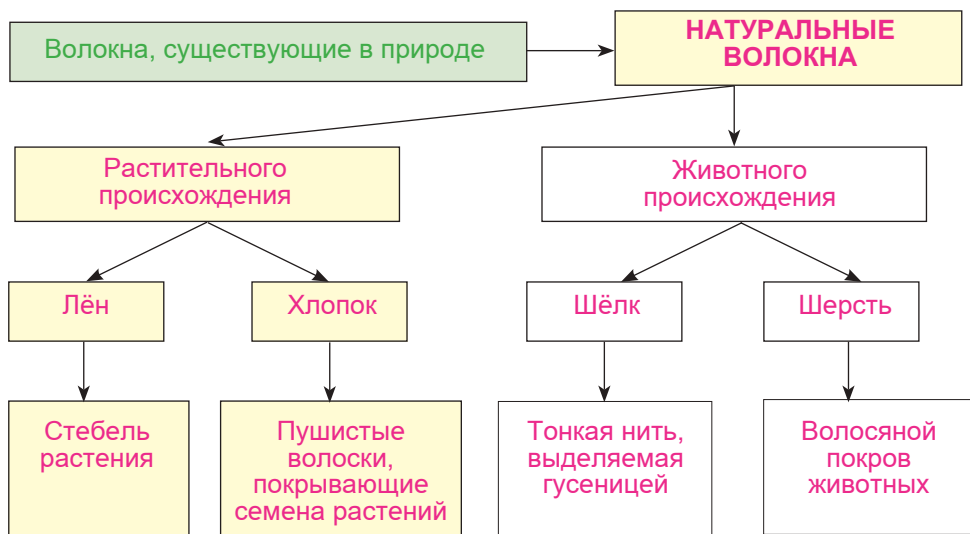 Волокна, существующие в природе
НАТУРАЛЬНЫЕ
ВОЛОКНА
Растительного
происхождения
Животного
происхождения
Лён
Хлопок
Шёлк
Шерсть
Стебель
растения
Пушистые
волоски,
покрывающие
семена растений
Тонкая нить,
выделяемая
гусеницей
Волосяной
покров
животных